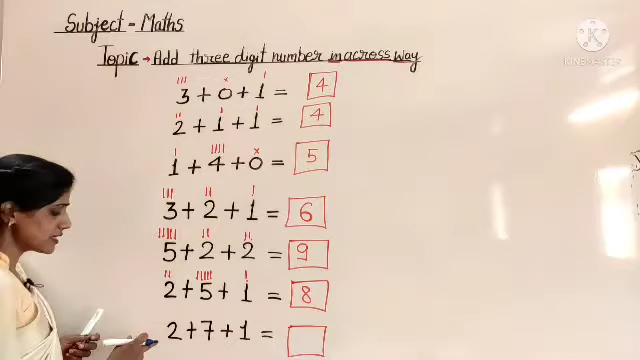 Subject - Maths
Topic → Add three digit number in across way
3 + 0 + 1 = 4
2 + 1 + 1 = 4
1 + 4 + 0 = 5
3 + 2 + 1 = 6
5 + 2 + 2 = 9
2 + 5 + 1 = 8
2 + 7 + 1 =
KINEMASTER